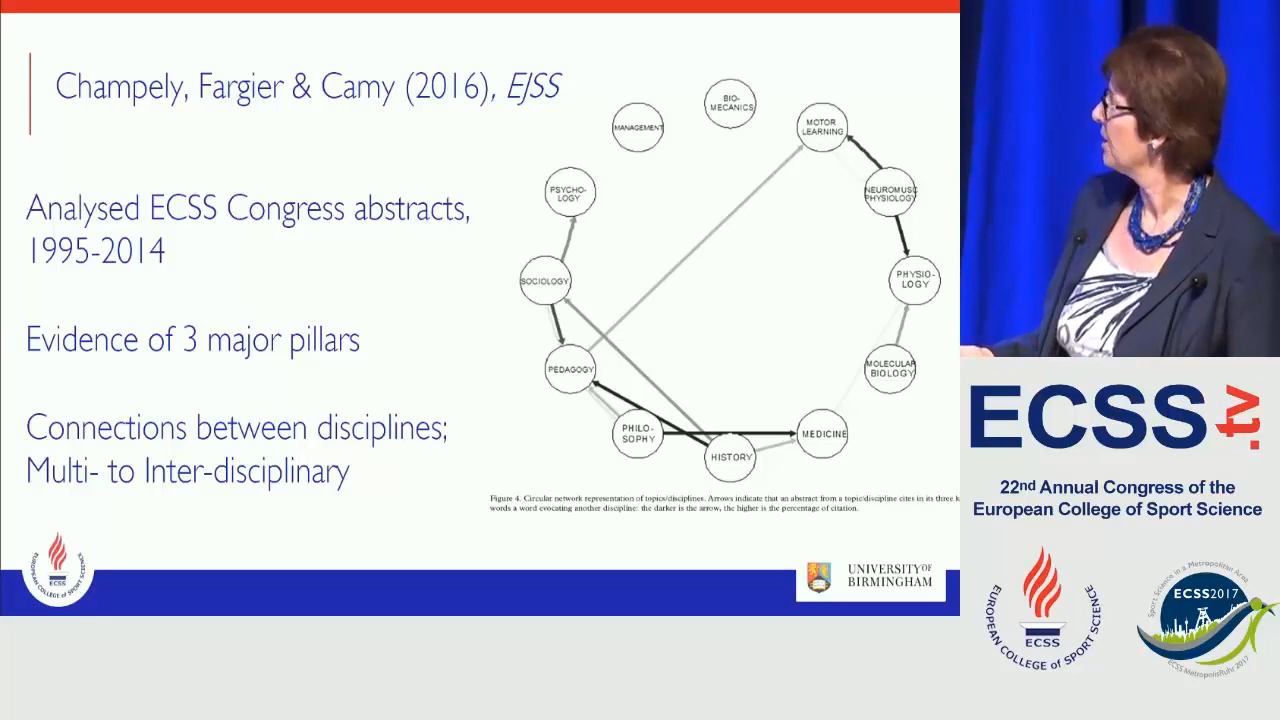 Champely, Fargier & Camy (2016), EJSS
Analysed ECSS Congress abstracts,
1995-2014
Evidence of 3 major pillars
Connections between disciplines;
Multi- to Inter-disciplinary
BIO-
MECANICS
MANAGEMENT
MOTOR
LEARNING
PSYCHO-
LOGY
NEUROMUSC
PHYSIOLOGY
SOCIOLOGY
PHYSIO-
LOGY
PEDAGOGY
MOLECULAR
BIOLOGY
PHILO-
SOPHY
MEDICINE
HISTORY
Figure 4. Circular network representation of topics/disciplines. Arrows indicate that an abstract from a topic/discipline cites in its three k
words a word evocating another discipline: the darker is the arrow, the higher is the percentage of citation.
EUROPEAN COLLEGE OF SPORT SCIENCE
ECSS
UNIVERSITY OF
BIRMINGHAM
ECSS.tv
22nd Annual Congress of the
European College of Sport Science
EUROPEAN COLLEGE OF SPORT SCIENCE
ECSS
Sport Science in a Metropolitan Area
ECSS2017
ECSS MetropolisRuhr 2017